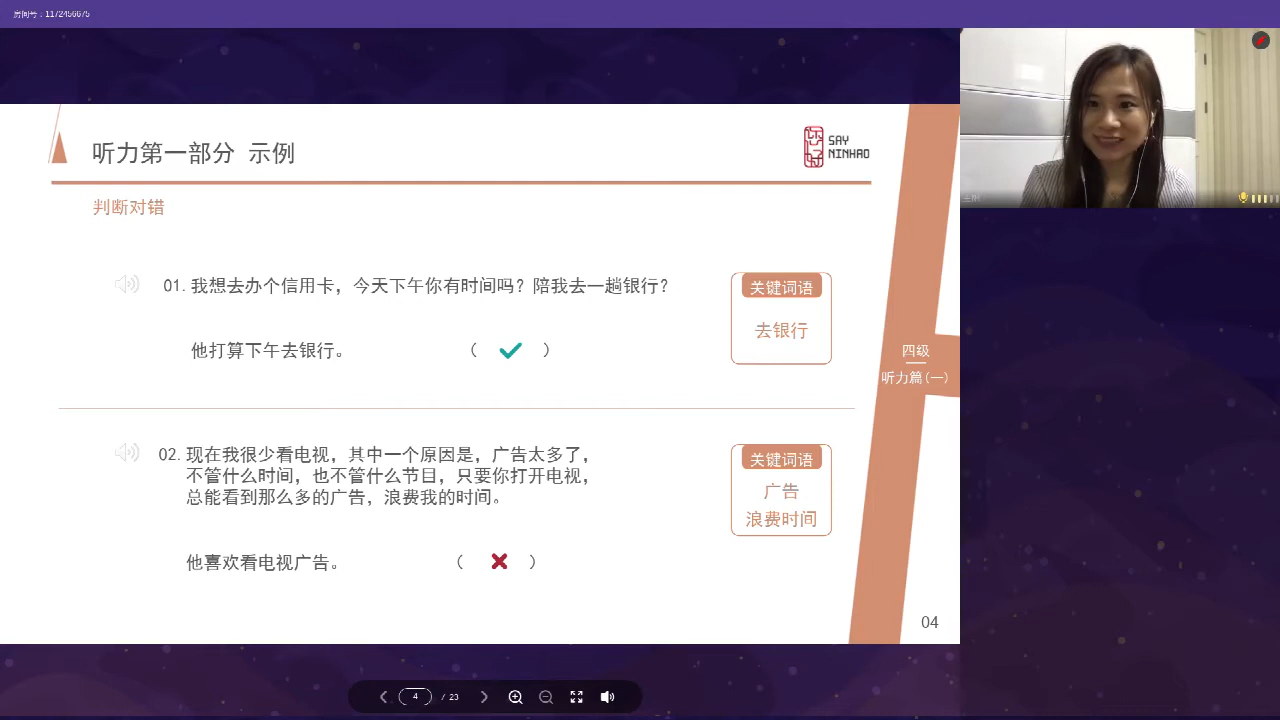 房间号：1172456675
听力第一部分 示例
SAY
NINHAO
判断对错
01. 我想去办个信用卡，今天下午你有时间吗？陪我去一趟银行？
关键词语
去银行
他打算下午去银行。 （ ✔ ）
四级
听力篇(一)
02. 现在我很少看电视，其中一个原因是，广告太多了，
不管什么时间，也不管什么节目，只要你打开电视，
总能看到那么多的广告，浪费我的时间。
关键词语
广告
浪费时间
他喜欢看电视广告。 （ ✖ ）
04
4 / 23